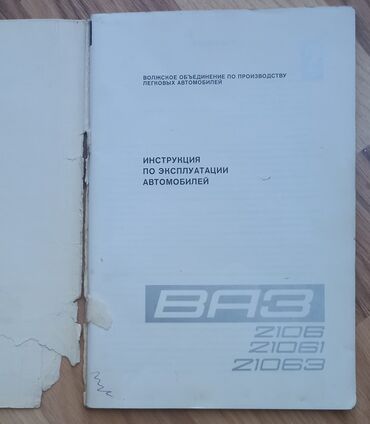 ВОЛЖСКОЕ ОБЪЕДИНЕНИЕ ПО ПРОИЗВОДСТВУ
ЛЕГКОВЫХ АВТОМОБИЛЕЙ
ИНСТРУКЦИЯ
ПО ЭКСПЛУАТАЦИИ
АВТОМОБИЛЕЙ
ВАЗ
2106
21061
21063